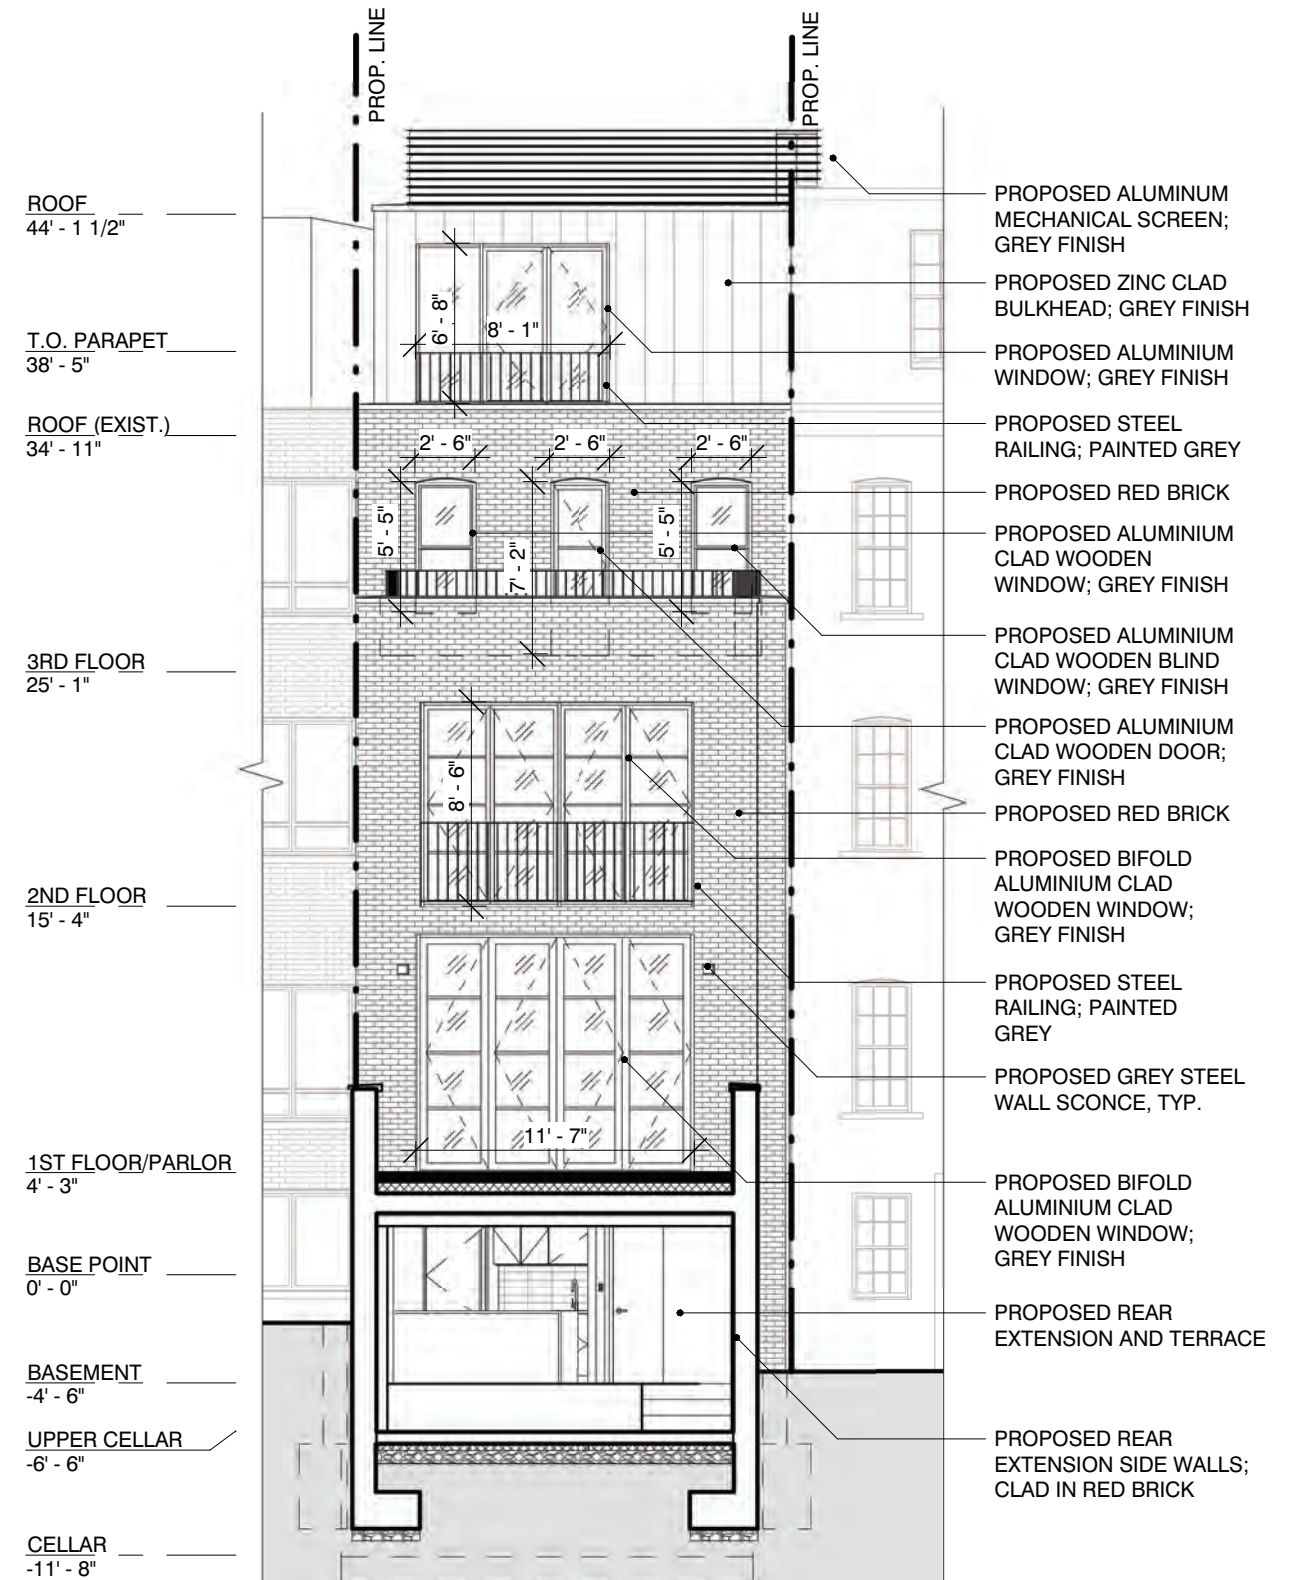 PROP. LINE
PROP. LINE
ROOF
44' - 1 1/2"
T.O. PARAPET
38' - 5"
ROOF (EXIST.)
34' - 11"
3RD FLOOR
25' - 1"
2ND FLOOR
15' - 4"
1ST FLOOR/PARLOR
4' - 3"
BASE POINT
0' - 0"
BASEMENT
-4' - 6"
UPPER CELLAR
-6' - 6"
CELLAR
-11' - 8"
6' - 8"
8' - 1"
2' - 6"
2' - 6"
2' - 6"
5' - 5"
7' - 2"
5' - 5"
8' - 6"
11' - 7"
PROPOSED ALUMINUM
MECHANICAL SCREEN;
GREY FINISH
PROPOSED ZINC CLAD
BULKHEAD; GREY FINISH
PROPOSED ALUMINIUM
WINDOW; GREY FINISH
PROPOSED STEEL
RAILING; PAINTED GREY
PROPOSED RED BRICK
PROPOSED ALUMINIUM
CLAD WOODEN
WINDOW; GREY FINISH
PROPOSED ALUMINIUM
CLAD WOODEN BLIND
WINDOW; GREY FINISH
PROPOSED ALUMINIUM
CLAD WOODEN DOOR;
GREY FINISH
PROPOSED RED BRICK
PROPOSED BIFOLD
ALUMINIUM CLAD
WOODEN WINDOW;
GREY FINISH
PROPOSED STEEL
RAILING; PAINTED
GREY
PROPOSED GREY STEEL
WALL SCONCE, TYP.
PROPOSED BIFOLD
ALUMINIUM CLAD
WOODEN WINDOW;
GREY FINISH
PROPOSED REAR
EXTENSION AND TERRACE
PROPOSED REAR
EXTENSION SIDE WALLS;
CLAD IN RED BRICK